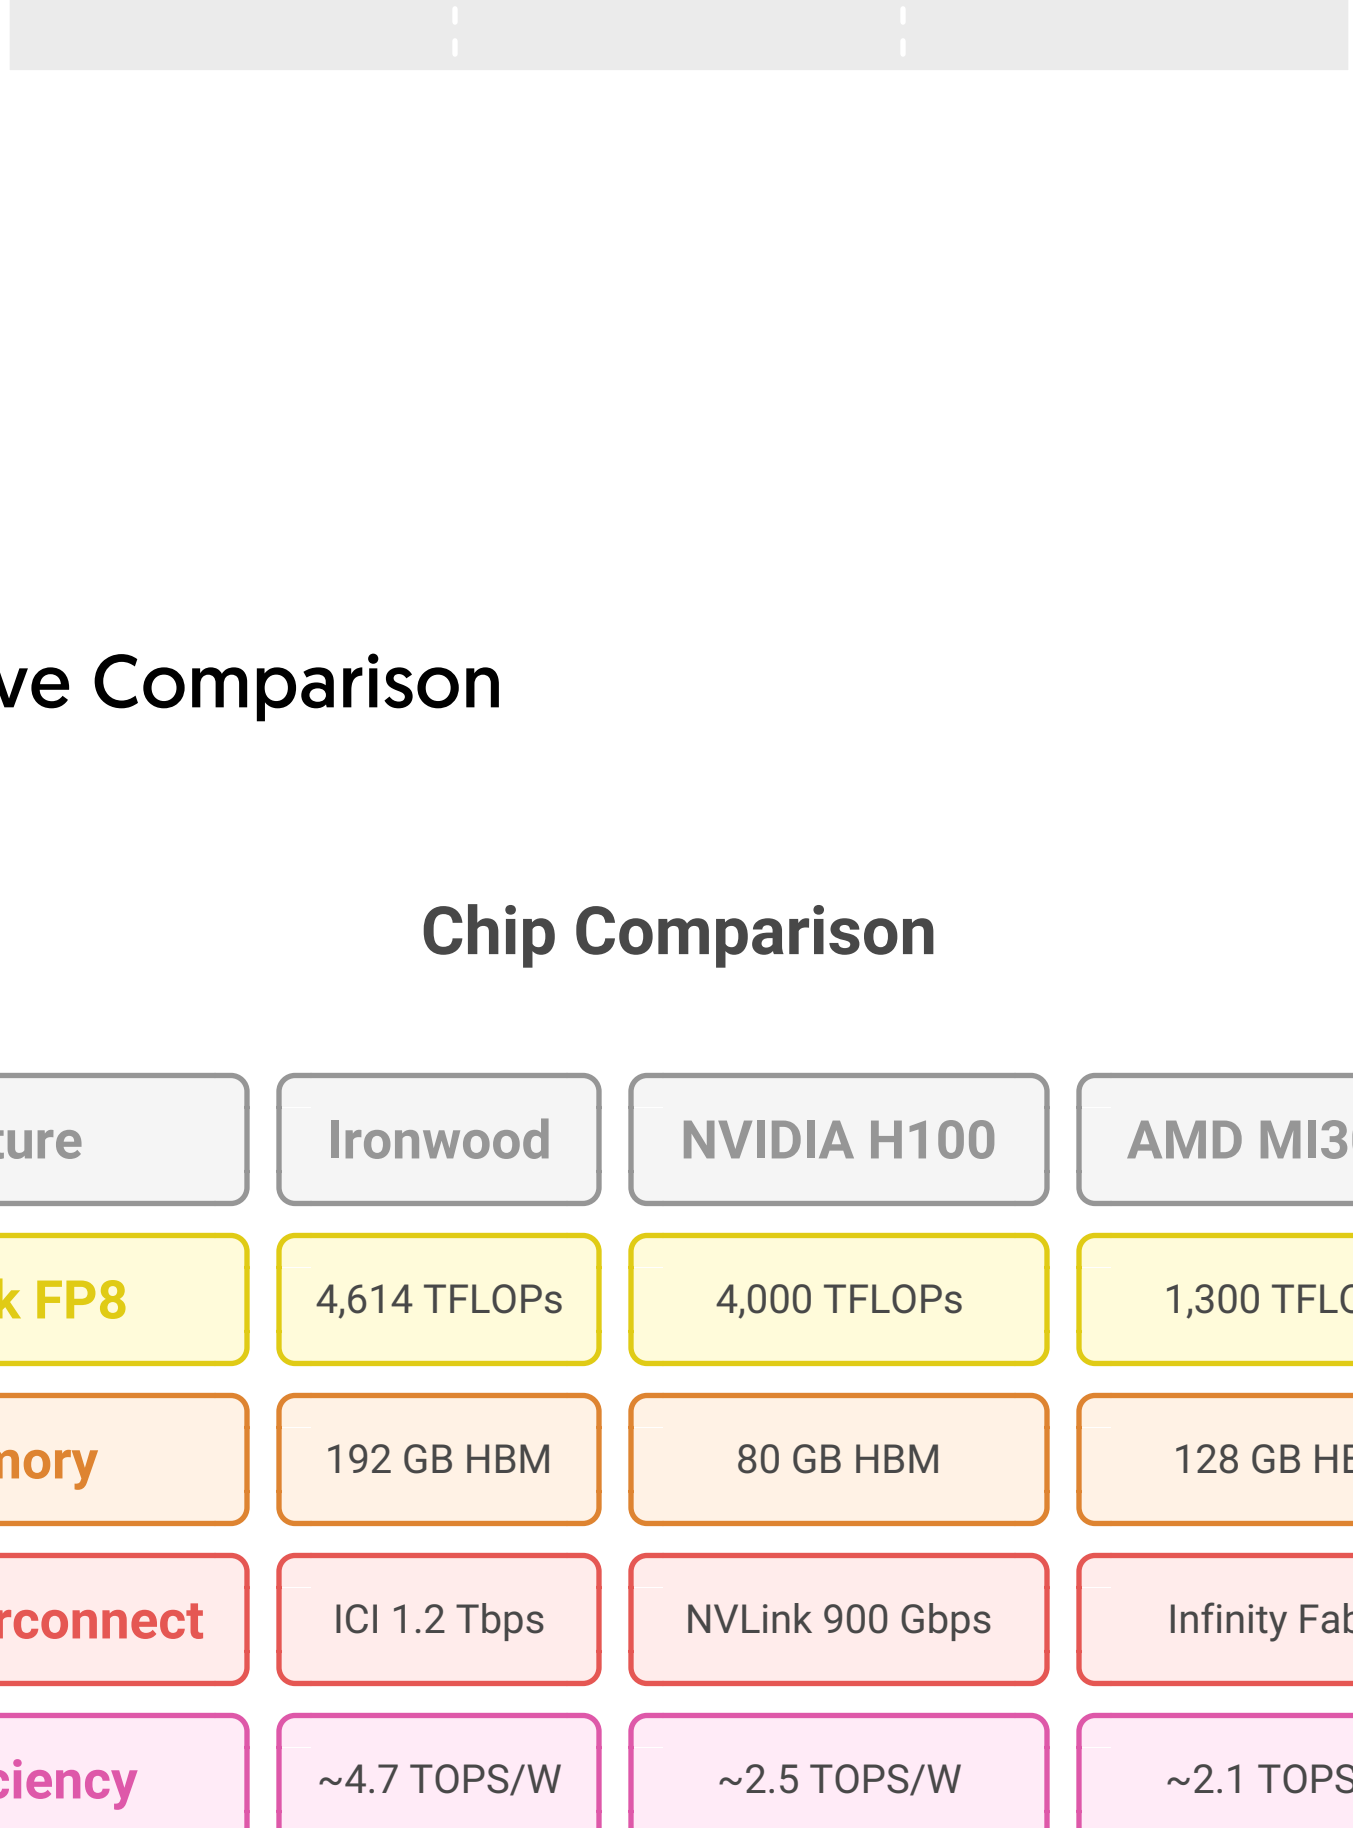 ve Comparison
Chip Comparison
ture Ironwood NVIDIA H100 AMD MI3
k FP8 4,614 TFLOPs 4,000 TFLOPs 1,300 TFLO
mory 192 GB HBM 80 GB HBM 128 GB HB
rconnect ICI 1.2 Tbps NVLink 900 Gbps Infinity Fab
ciency ~4.7 TOPS/W ~2.5 TOPS/W ~2.1 TOPS